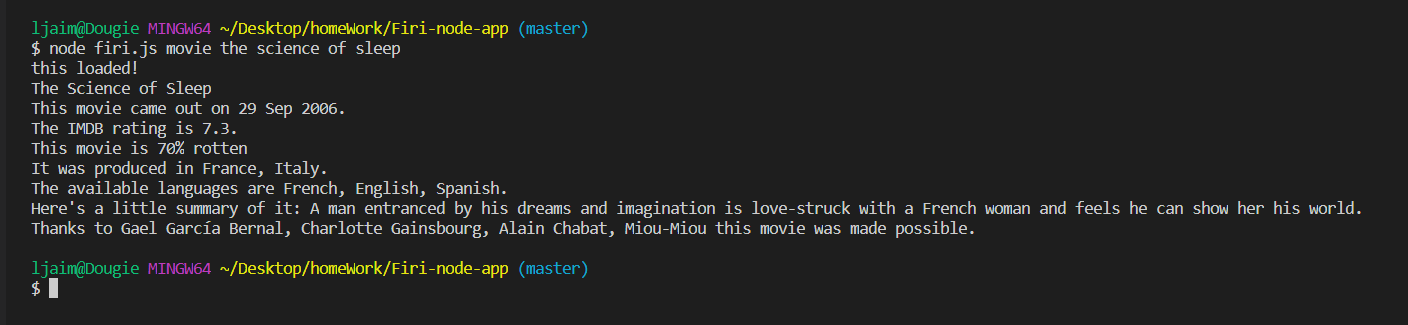 ljaim@Dougie MINGW64 ~/Desktop/homeWork/Firi-node-app (master)
$ node firi.js movie the science of sleep
this loaded!
The Science of Sleep
This movie came out on 29 Sep 2006.
The IMDB rating is 7.3.
This movie is 70% rotten
It was produced in France, Italy.
The available languages are French, English, Spanish.
Here's a little summary of it: A man entranced by his dreams and imagination is love-struck with a French woman and feels he can show her his world.
Thanks to Gael García Bernal, Charlotte Gainsbourg, Alain Chabat, Miou-Miou this movie was made possible.
ljaim@Dougie MINGW64 ~/Desktop/homeWork/Firi-node-app (master)
$